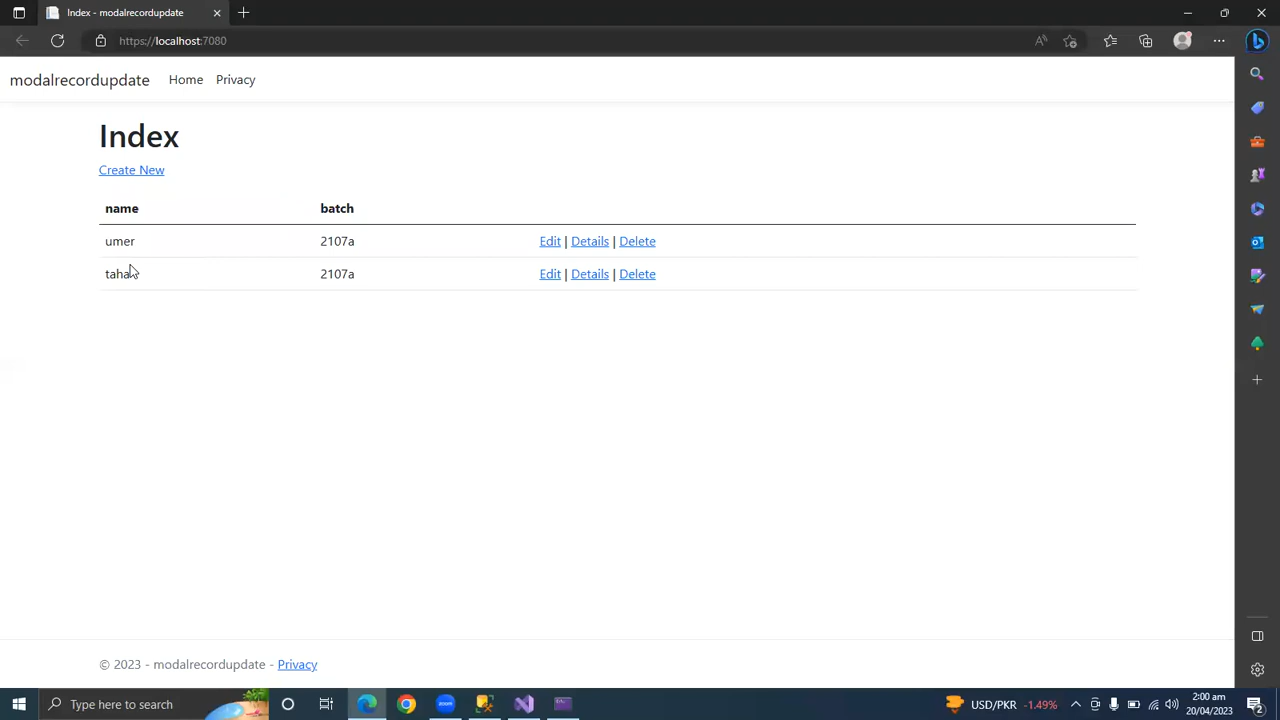 Index - modalrecordupdate
https://localhost:7080
modalrecordupdate Home Privacy
Index
Create New
name batch
umer 2107a Edit | Details | Delete
taha 2107a Edit | Details | Delete
© 2023 - modalrecordupdate - Privacy
Type here to search zoom USD/PKR -1.49% 2:00 am
20/04/2023 2